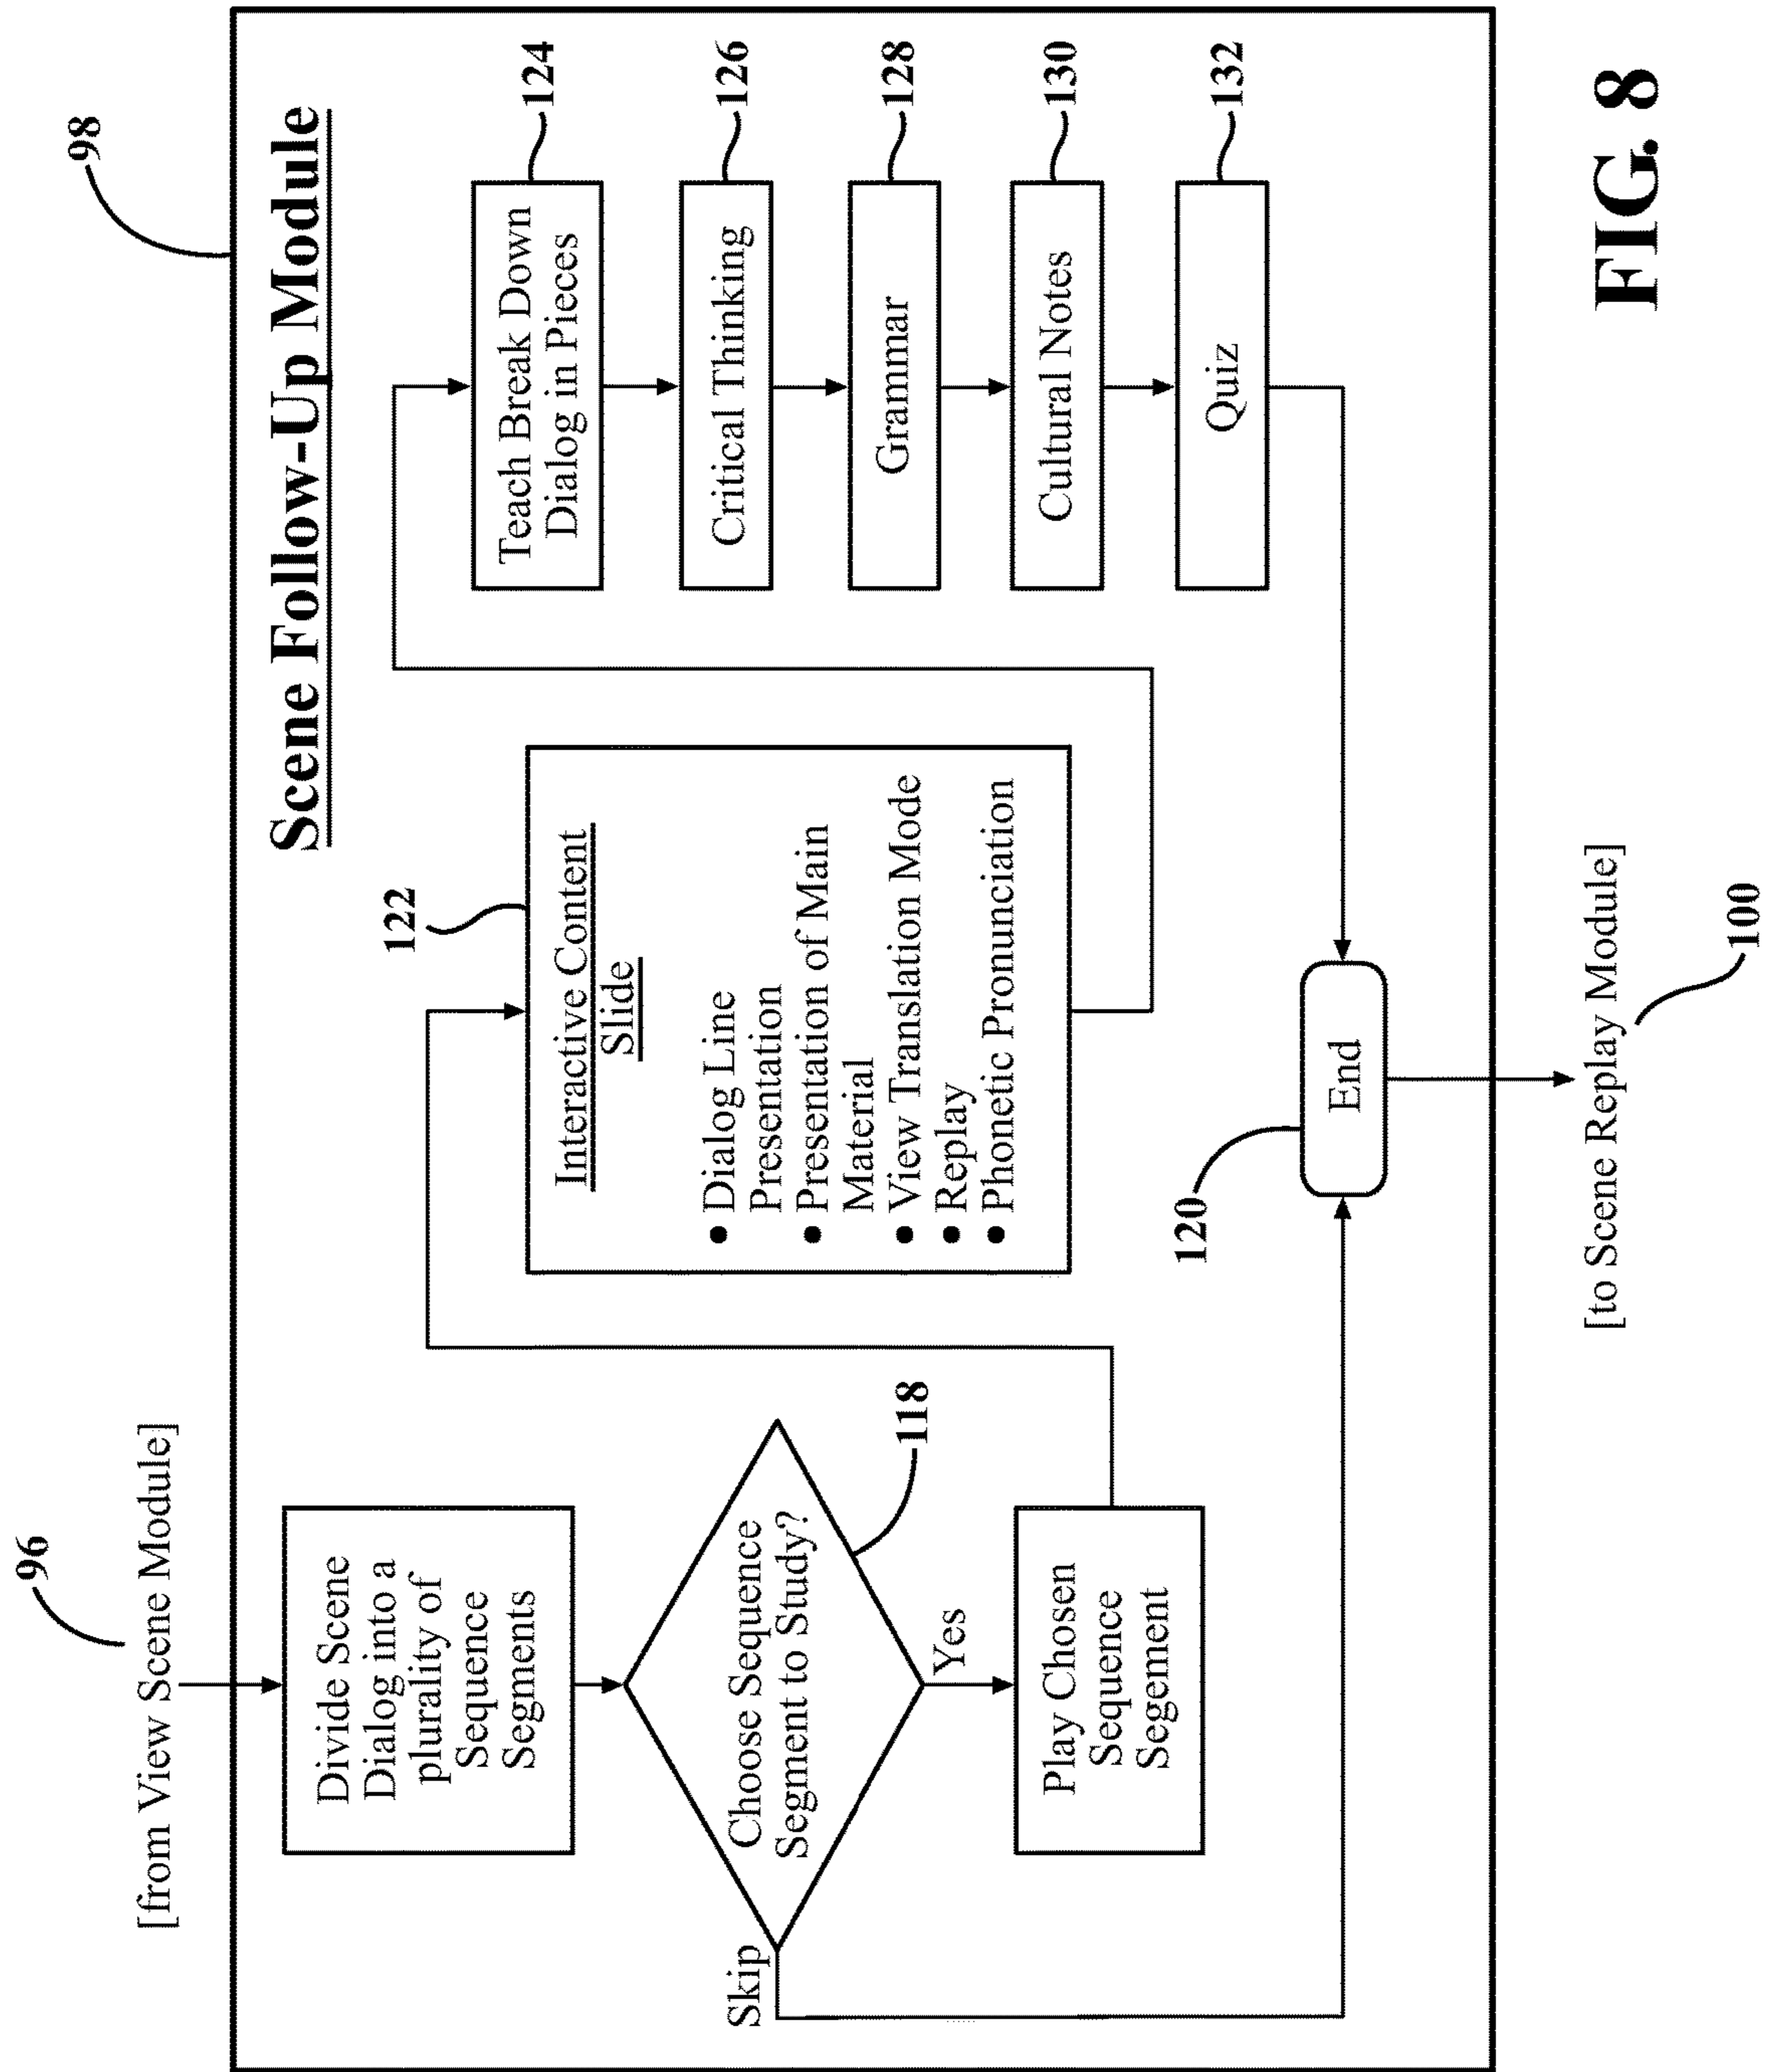 96
[from View Scene Module]
98
Scene Follow-Up Module
Divide Scene
Dialog into a
plurality of
Sequence
Segments
Choose Sequence
Segment to Study?
118
Skip
Yes
Play Chosen
Sequence
Segement
122
Interactive Content
Slide
● Dialog Line
Presentation
● Presentation of Main
Material
● View Translation Mode
● Replay
● Phonetic Pronunciation
Teach Break Down
Dialog in Pieces
124
Critical Thinking
126
Grammar
128
Cultural Notes
130
Quiz
132
120
End
[to Scene Replay Module]
100
FIG. 8